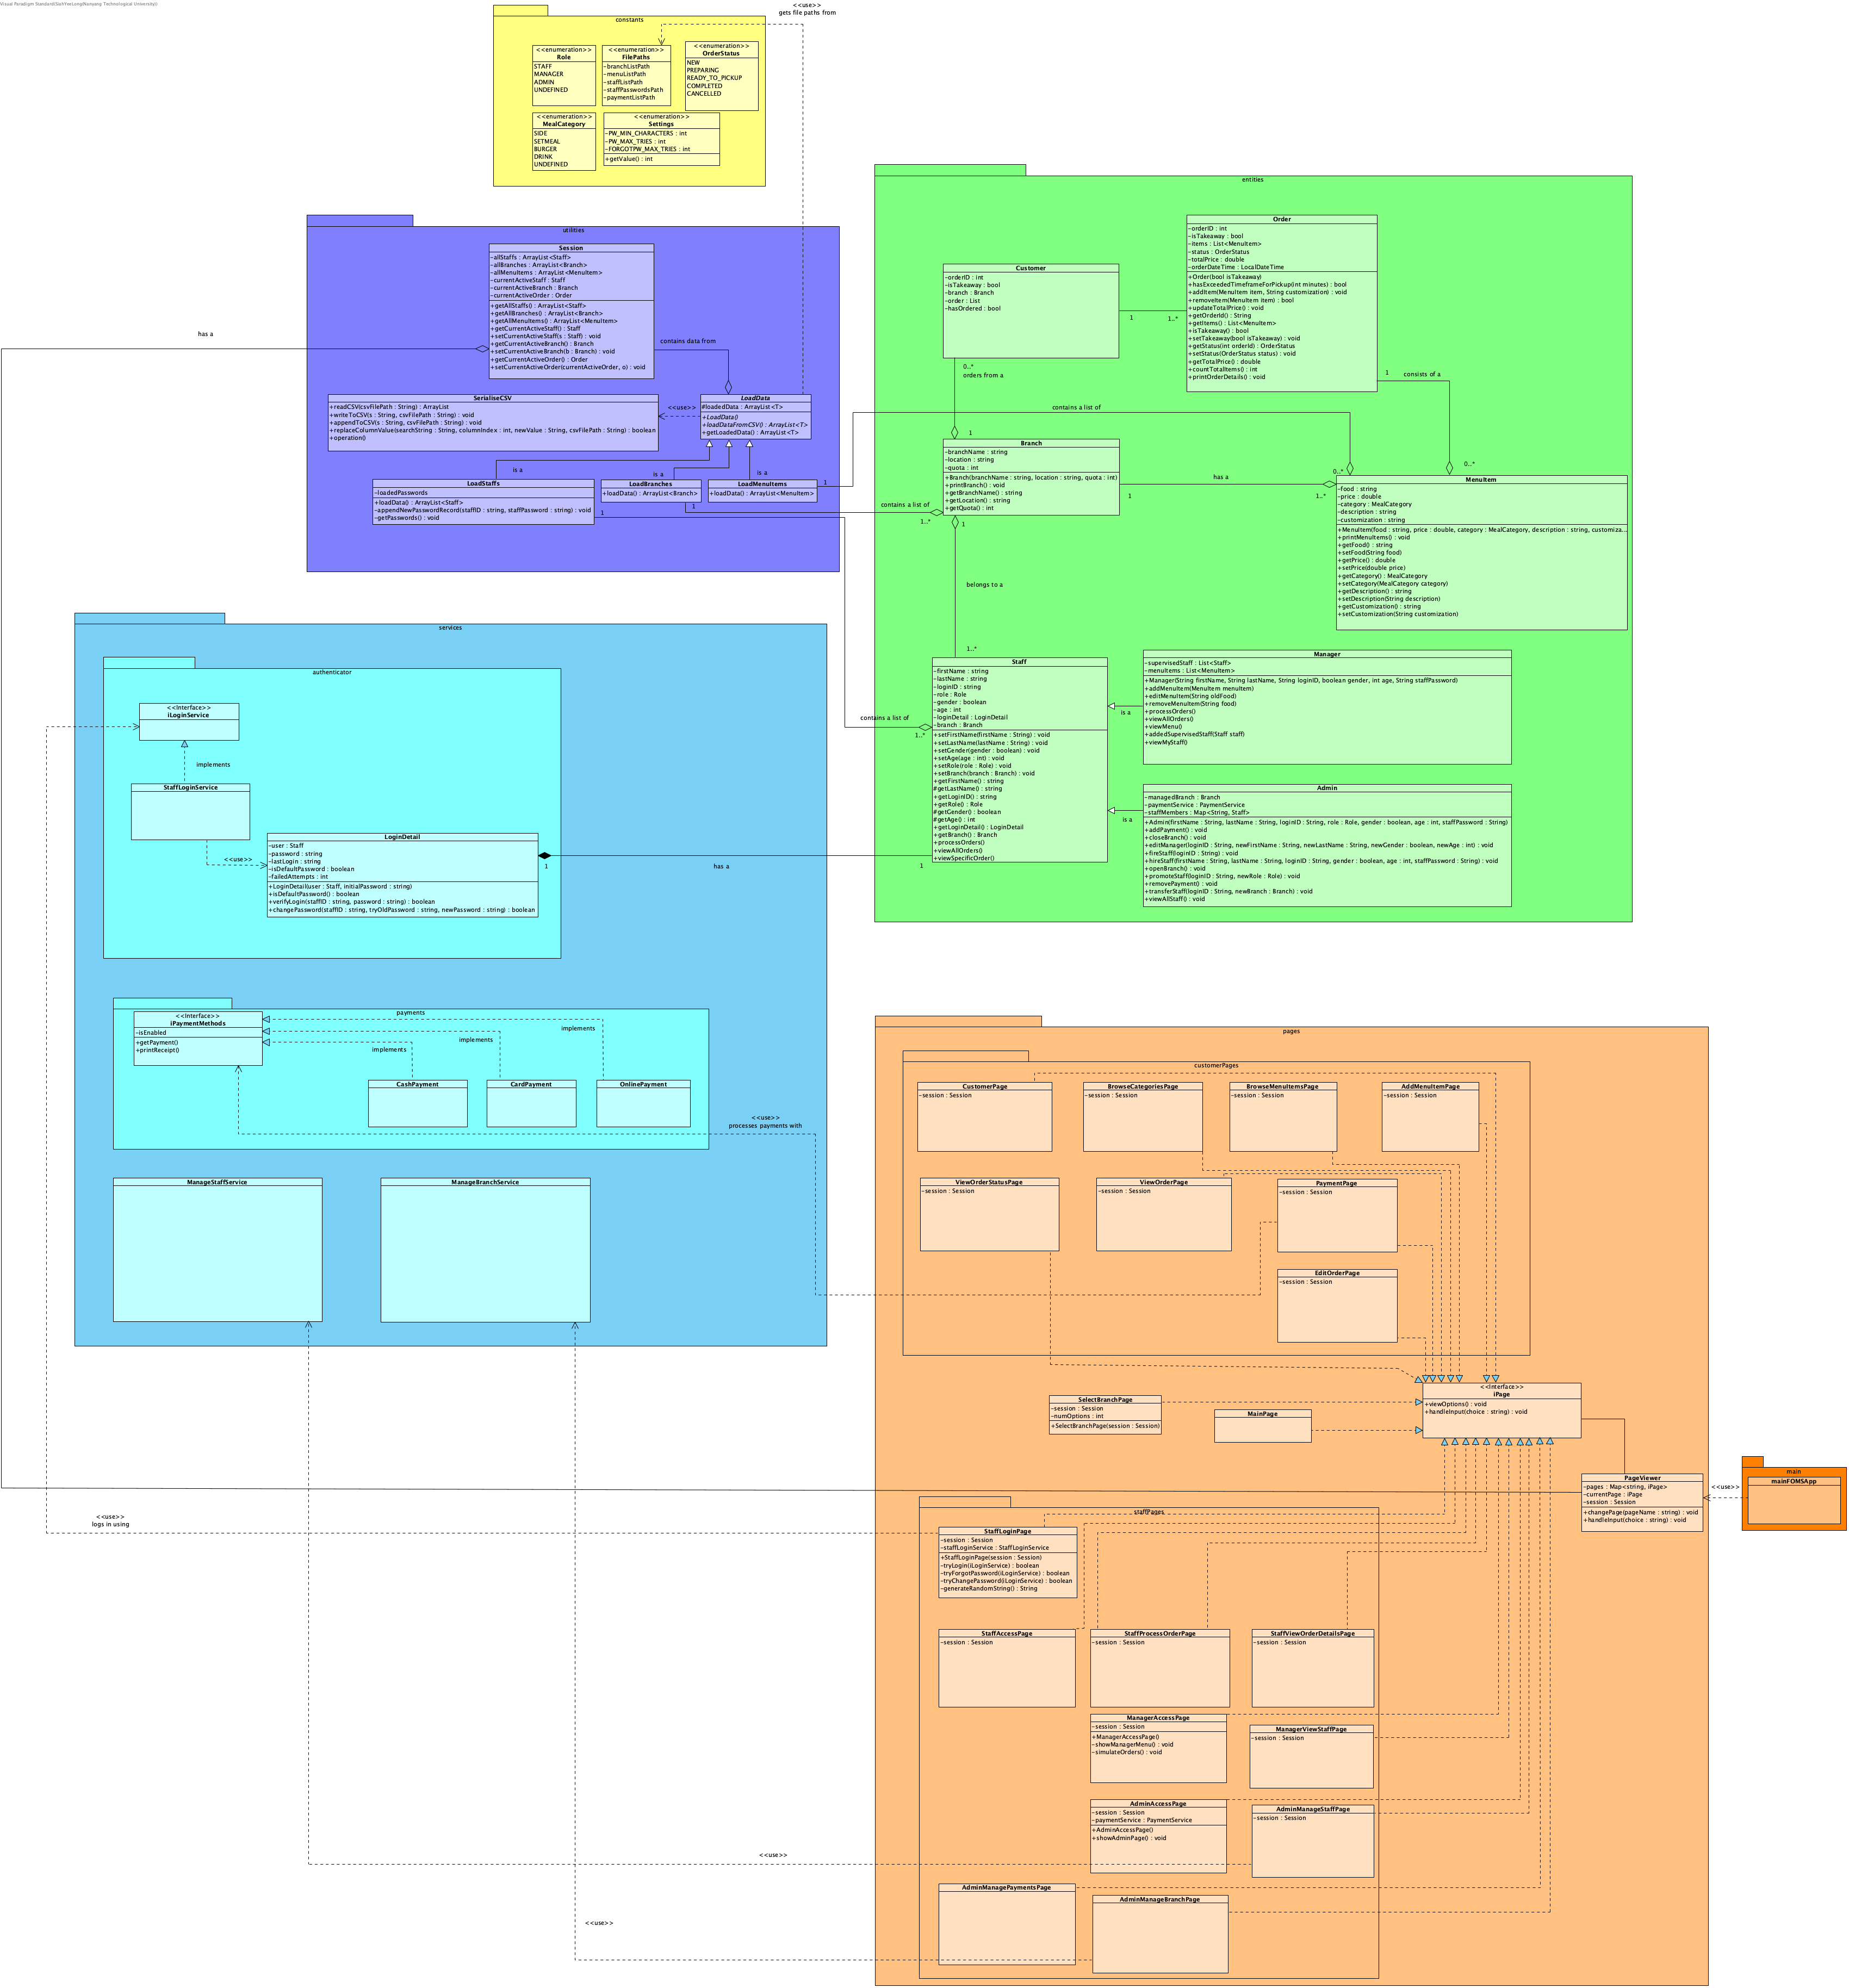 Visual Paradigm Standard(SiahYeeLong(Nanyang Technological University))
constants
<<use>>
gets file paths from
<<enumeration>>
Role
STAFF
MANAGER
ADMIN
UNDEFINED
<<enumeration>>
FilePaths
-branchListPath
-menuListPath
-staffListPath
-staffPasswordsPath
-paymentListPath
<<enumeration>>
OrderStatus
NEW
PREPARING
READY_TO_PICKUP
COMPLETED
CANCELLED
<<enumeration>>
MealCategory
SIDE
SETMEAL
BURGER
DRINK
UNDEFINED
<<enumeration>>
Settings
-PW_MIN_CHARACTERS : int
-PW_MAX_TRIES : int
-FORGOTPW_MAX_TRIES : int
+getValue() : int
utilities
Session
-allStaffs : ArrayList<Staff>
-allBranches : ArrayList<Branch>
-allMenuItems : ArrayList<MenuItem>
-currentActiveStaff : Staff
-currentActiveBranch : Branch
-currentActiveOrder : Order
+getAllStaffs() : ArrayList<Staff>
+getAllBranches() : ArrayList<Branch>
+getAllMenuItems() : ArrayList<MenuItem>
+getCurrentActiveStaff() : Staff
+setCurrentActiveStaff(s : Staff) : void
+getCurrentActiveBranch() : Branch
+setCurrentActiveBranch(b : Branch) : void
+getCurrentActiveOrder() : Order
+setCurrentActiveOrder(currentActiveOrder, o) : void
has a
contains data from
SerialiseCSV
+readCSV(csvFilePath : String) : ArrayList
+writeToCSV(s : String, csvFilePath : String) : void
+appendToCSV(s : String, csvFilePath : String) : void
+replaceColumnValue(searchString : String, columnIndex : int, newValue : String, csvFilePath : String) : boolean
+operation()
<<use>>
LoadData
#loadedData : ArrayList<T>
+LoadData()
+loadDataFromCSV() : ArrayList<T>
+getLoadedData() : ArrayList<T>
is a
is a
is a
LoadStaffs
-loadedPasswords
+loadData() : ArrayList<Staff>
-appendNewPasswordRecord(staffID : string, staffPassword : string) : void
-getPasswords() : void
1
LoadBranches
+loadData() : ArrayList<Branch>
1
LoadMenuItems
+loadData() : ArrayList<MenuItem>
1
entities
Customer
-orderID : int
-isTakeaway : bool
-branch : Branch
-order : List
-hasOrdered : bool
1
1..*
Order
-orderID : int
-isTakeaway : bool
-items : List<MenuItem>
-status : OrderStatus
-totalPrice : double
-orderDateTime : LocalDateTime
+Order(bool isTakeaway)
+hasExceededTimeframeForPickup(int minutes) : bool
+addItem(MenuItem item, String customization) : void
+removeItem(MenuItem item) : bool
+updateTotalPrice() : void
+getOrderId() : String
+getItems() : List<MenuItem>
+isTakeaway() : bool
+setTakeaway(bool isTakeaway) : void
+getStatus(int orderId) : OrderStatus
+setStatus(OrderStatus status) : void
+getTotalPrice() : double
+countTotalItems() : int
+printOrderDetails() : void
1
consists of a
0..*
0..*
orders from a
1
contains a list of
0..*
Branch
-branchName : string
-location : string
-quota : int
+Branch(branchName : string, location : string, quota : int)
+printBranch() : void
+getBranchName() : string
+getLocation() : string
+getQuota() : int
contains a list of
1..*
1
has a
1..*
1
MenuItem
-food : string
-price : double
-category : MealCategory
-description : string
-customization : string
+MenuItem(food : string, price : double, category : MealCategory, description : string, customiza...
+printMenuItems() : void
+getFood() : string
+setFood(String food)
+getPrice() : double
+setPrice(double price)
+getCategory() : MealCategory
+setCategory(MealCategory category)
+getDescription() : string
+setDescription(String description)
+getCustomization() : string
+setCustomization(String customization)
belongs to a
1..*
Staff
-firstName : string
-lastName : string
-loginID : string
-role : Role
-gender : boolean
-age : int
-loginDetail : LoginDetail
-branch : Branch
+setFirstName(firstName : String) : void
+setLastName(lastName : String) : void
+setGender(gender : boolean) : void
+setAge(age : int) : void
+setRole(role : Role) : void
+setBranch(branch : Branch) : void
+getFirstName() : string
#getLastName() : string
+getLoginID() : string
+getRole() : Role
#getGender() : boolean
#getAge() : int
+getLoginDetail() : LoginDetail
+getBranch() : Branch
+processOrders()
+viewAllOrders()
+viewSpecificOrder()
contains a list of
1..*
1
is a
Manager
-supervisedStaff : List<Staff>
-menuItems : List<MenuItem>
+Manager(String firstName, String lastName, String loginID, boolean gender, int age, String staffPassword)
+addMenuItem(MenuItem menuItem)
+editMenuItem(String oldFood)
+removeMenuItem(String food)
+processOrders()
+viewAllOrders()
+viewMenu()
+addedSupervisedStaff(Staff staff)
+viewMyStaff()
is a
Admin
-managedBranch : Branch
-paymentService : PaymentService
-staffMembers : Map<String, Staff>
+Admin(firstName : String, lastName : String, loginID : String, role : Role, gender : boolean, age : int, staffPassword : String)
+addPayment() : void
+closeBranch() : void
+editManager(loginID : String, newFirstName : String, newLastName : String, newGender : boolean, newAge : int) : void
+fireStaff(loginID : String) : void
+hireStaff(firstName : String, lastName : String, loginID : String, gender : boolean, age : int, staffPassword : String) : void
+openBranch() : void
+promoteStaff(loginID : String, newRole : Role) : void
+removePayment() : void
+transferStaff(loginID : String, newBranch : Branch) : void
+viewAllStaff() : void
services
authenticator
<<Interface>>
iLoginService
implements
StaffLoginService
<<use>>
LoginDetail
-user : Staff
-password : string
-lastLogin : string
-isDefaultPassword : boolean
-failedAttempts : int
+LoginDetail(user : Staff, initialPassword : string)
+isDefaultPassword() : boolean
+verifyLogin(staffID : string, password : string) : boolean
+changePassword(staffID : string, tryOldPassword : string, newPassword : string) : boolean
1
has a
payments
<<Interface>>
iPaymentMethods
-isEnabled
+getPayment()
+printReceipt()
implements
implements
implements
CashPayment
CardPayment
OnlinePayment
<<use>>
processes payments with
ManageStaffService
ManageBranchService
pages
customerPages
CustomerPage
-session : Session
BrowseCategoriesPage
-session : Session
BrowseMenuItemsPage
-session : Session
AddMenuItemPage
-session : Session
ViewOrderStatusPage
-session : Session
ViewOrderPage
-session : Session
PaymentPage
-session : Session
EditOrderPage
-session : Session
SelectBranchPage
-session : Session
-numOptions : int
+SelectBranchPage(session : Session)
MainPage
<<Interface>>
iPage
+viewOptions() : void
+handleInput(choice : string) : void
PageViewer
-pages : Map<string, iPage>
-currentPage : iPage
-session : Session
+changePage(pageName : string) : void
+handleInput(choice : string) : void
<<use>>
main
mainFOMSApp
<<use>>
logs in using
staffPages
StaffLoginPage
-session : Session
-staffLoginService : StaffLoginService
+StaffLoginPage(session : Session)
-tryLogin(iLoginService) : boolean
-tryForgotPassword(iLoginService) : boolean
-tryChangePassword(iLoginService) : boolean
-generateRandomString() : String
StaffAccessPage
-session : Session
StaffProcessOrderPage
-session : Session
StaffViewOrderDetailsPage
-session : Session
ManagerAccessPage
-session : Session
+ManagerAccessPage()
-showManagerMenu() : void
-simulateOrders() : void
ManagerViewStaffPage
-session : Session
AdminAccessPage
-session : Session
-paymentService : PaymentService
+AdminAccessPage()
+showAdminPage() : void
AdminManageStaffPage
-session : Session
<<use>>
AdminManagePaymentsPage
AdminManageBranchPage
<<use>>